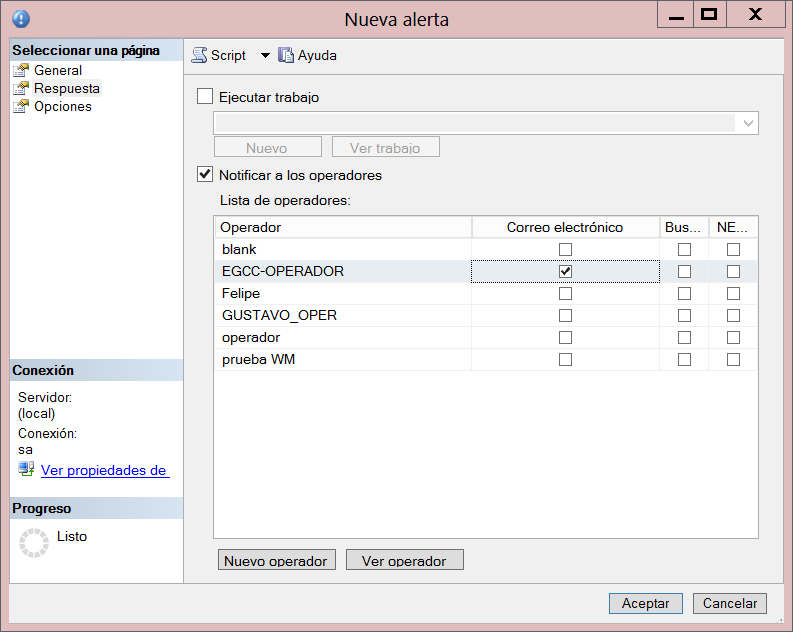 Nueva alerta
Seleccionar una página
General
Respuesta
Opciones
Script
Ayuda
Ejecutar trabajo
Nuevo
Ver trabajo
Notificar a los operadores
Lista de operadores:
Operador
Correo electrónico
Bus...
NE...
blank
EGCC-OPERADOR
Felipe
GUSTAVO_OPER
operador
prueba WM
Conexión
Servidor:
(local)
Conexión:
sa
Ver propiedades de
Progreso
Listo
Nuevo operador
Ver operador
Aceptar
Cancelar